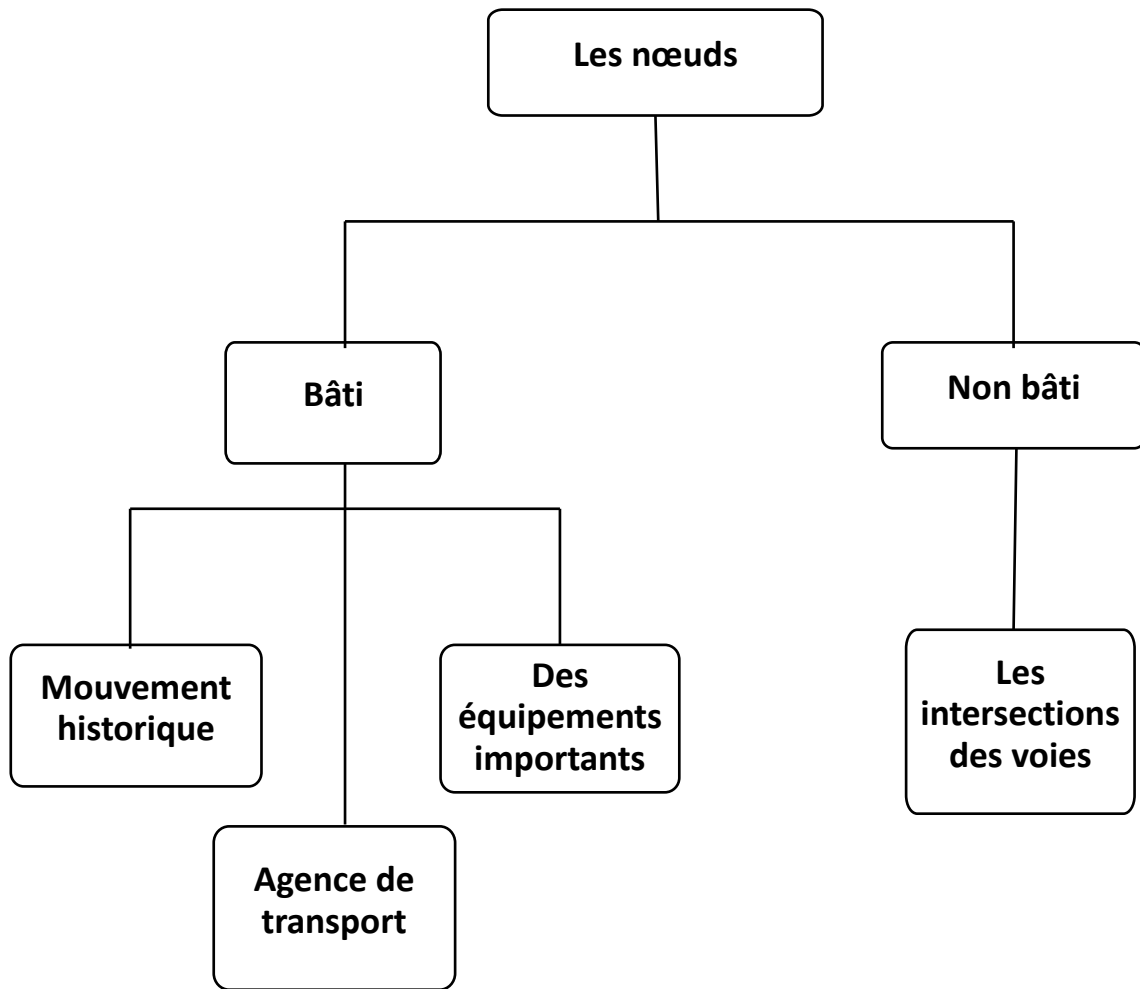 Les nœuds
Bâti
Non bâti
Mouvement
historique
Des
équipements
importants
Les
intersections
des voies
Agence de
transport